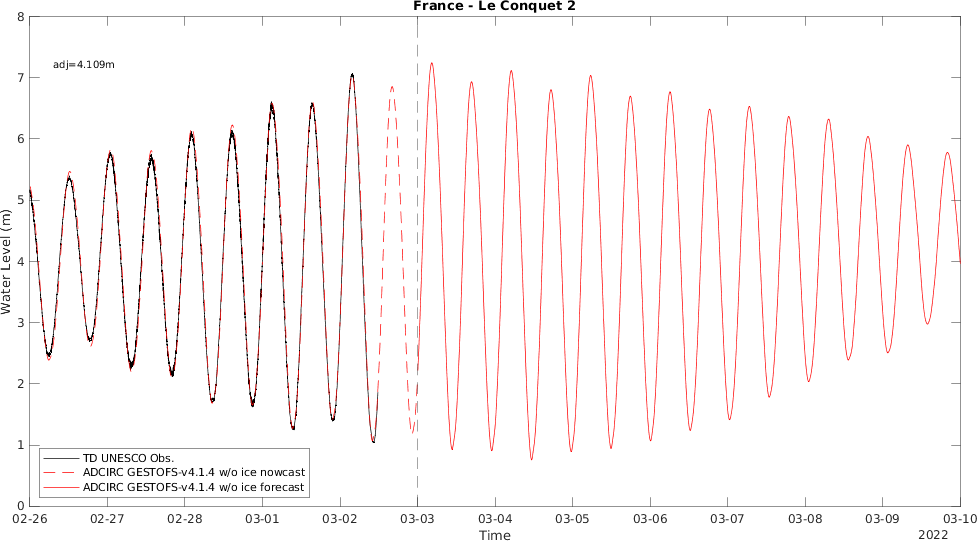 France - Le Conquet 2
adj=4.109m
8
7
6
5
4
3
2
1
0
Water Level (m)
TD UNESCO Obs.
ADCIRC GESTOFS-v4.1.4 w/o ice nowcast
ADCIRC GESTOFS-v4.1.4 w/o ice forecast
02-26 02-27 02-28 03-01 03-02 03-03 03-04 03-05 03-06 03-07 03-08 03-09 03-10
Time
2022